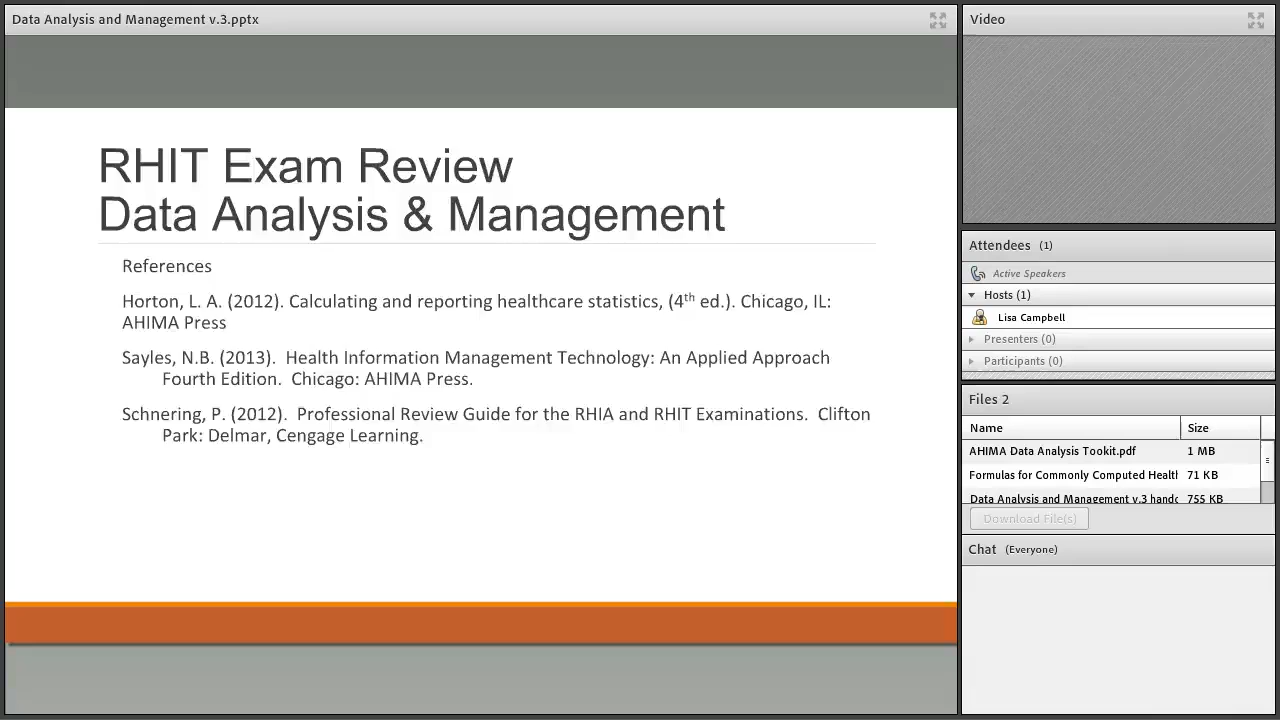 Data Analysis and Management v.3.pptx
RHIT Exam Review
Data Analysis & Management
References
Horton, L. A. (2012). Calculating and reporting healthcare statistics, (4th ed.). Chicago, IL:
AHIMA Press
Sayles, N.B. (2013).  Health Information Management Technology: An Applied Approach
Fourth Edition.  Chicago: AHIMA Press.
Schnering, P. (2012).  Professional Review Guide for the RHIA and RHIT Examinations.  Clifton
Park: Delmar, Cengage Learning.
Video
Attendees (1)
Active Speakers
Hosts (1)
Lisa Campbell
Presenters (0)
Participants (0)
Files 2
Name Size
AHIMA Data Analysis Tookit.pdf 1 MB
Formulas for Commonly Computed Healtl 71 KB
Data Analysis and Management v.3 handc 755 KB
Download File(s)
Chat (Everyone)